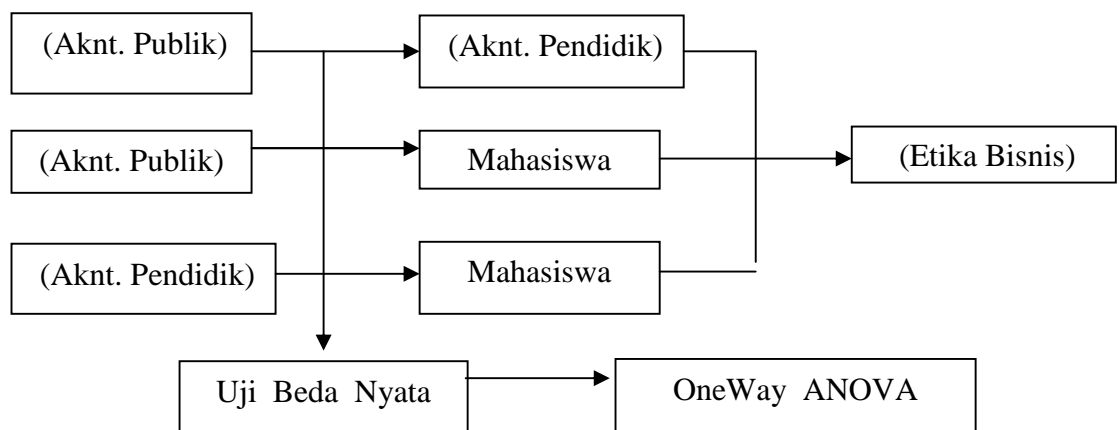 (Aknt. Publik)
(Aknt. Pendidik)
(Aknt. Publik)
Mahasiswa
(Etika Bisnis)
(Aknt. Pendidik)
Mahasiswa
Uji Beda Nyata
OneWay ANOVA